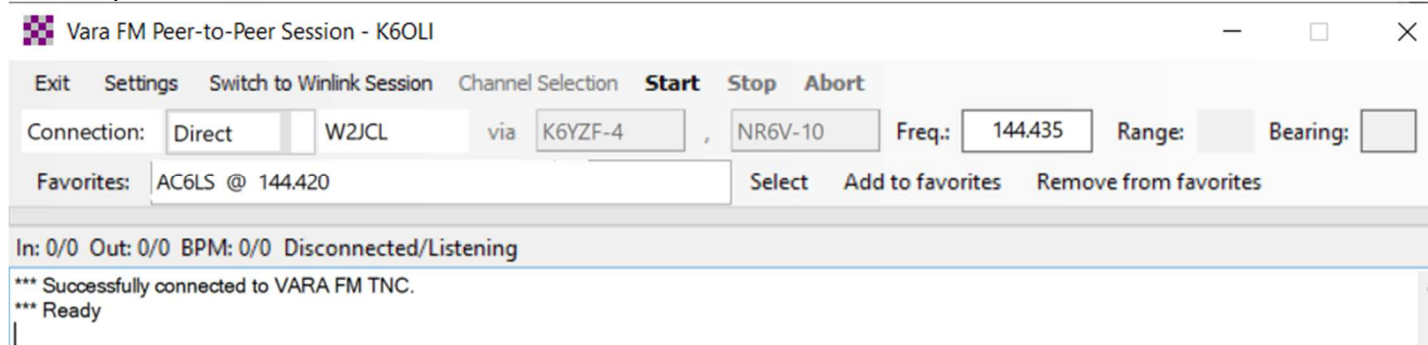 Vara FM Peer-to-Peer Session - K6OLI
Exit Settings Switch to Winlink Session Channel Selection Start Stop Abort
Connection: Direct W2JCL via K6YZF-4 , NR6V-10 Freq.: 144.435 Range: Bearing:
Favorites: AC6LS @ 144.420 Select Add to favorites Remove from favorites
In: 0/0 Out: 0/0 BPM: 0/0 Disconnected/Listening
*** Successfully connected to VARA FM TNC.
*** Ready